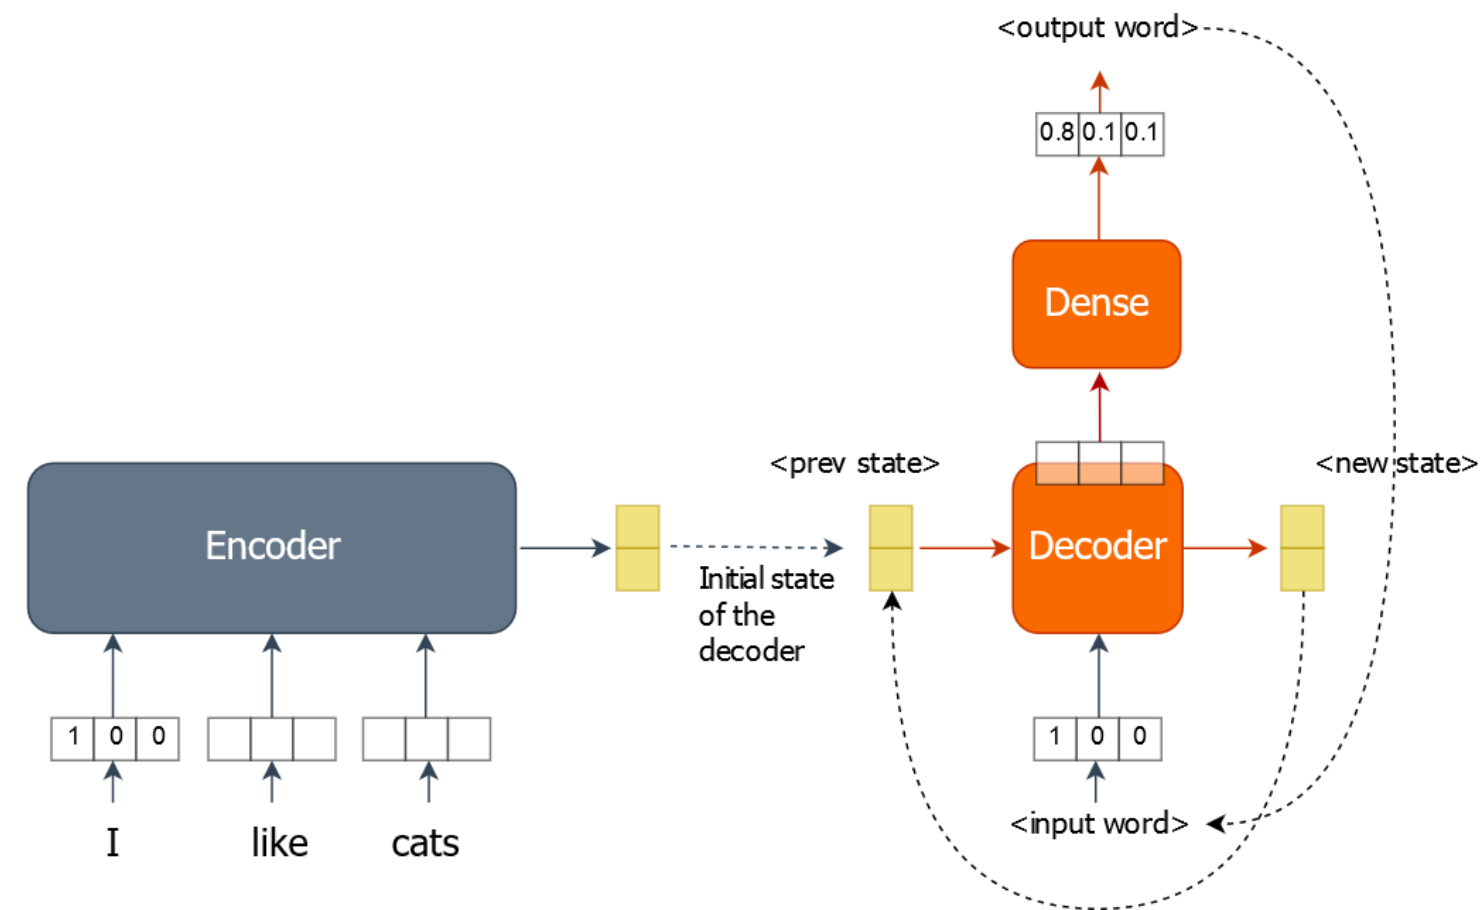 <output word>
0.8 0.1 0.1
Dense
<prev state>
<new state>
Encoder
Decoder
Initial state
of the
decoder
1 0 0
1 0 0
<input word>
I like cats